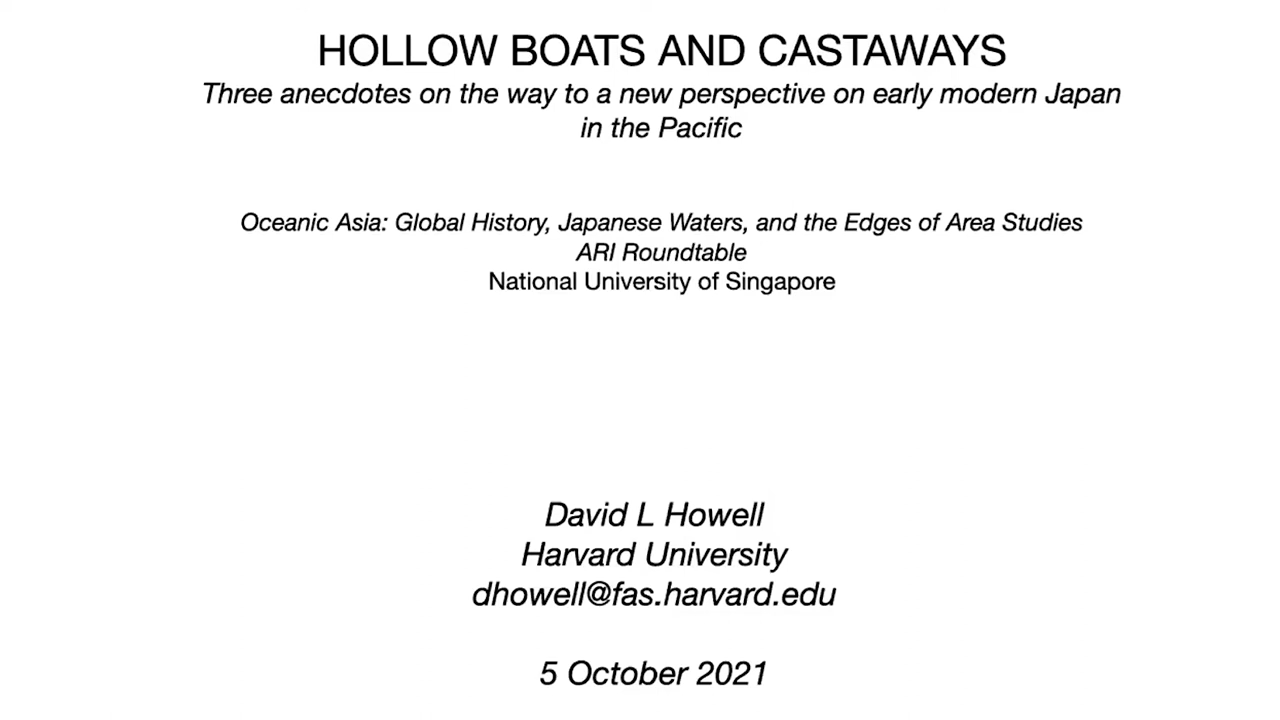 HOLLOW BOATS AND CASTAWAYS
Three anecdotes on the way to a new perspective on early modern Japan
in the Pacific
Oceanic Asia: Global History, Japanese Waters, and the Edges of Area Studies
ARI Roundtable
National University of Singapore
David L Howell
Harvard University
dhowell@fas.harvard.edu
5 October 2021